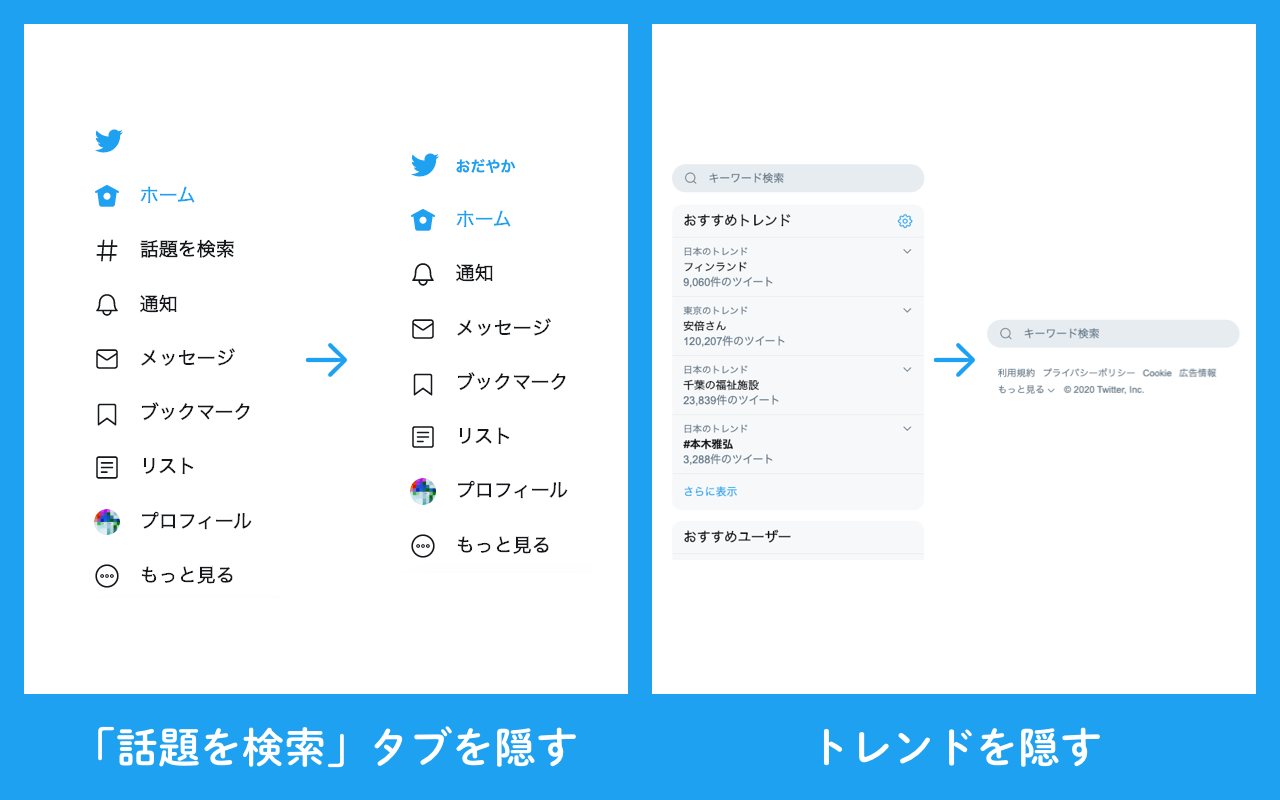 ホーム
話題を検索
通知
メッセージ
ブックマーク
リスト
プロフィール
もっと見る
おだやか
ホーム
通知
メッセージ
ブックマーク
リスト
プロフィール
もっと見る
「話題を検索」タブを隠す
キーワード検索
おすすめトレンド
日本のトレンド
フィンランド
9,060件のツイート
東京のトレンド
安倍さん
120,207件のツイート
日本のトレンド
千葉の福祉施設
23,839件のツイート
日本のトレンド
#本木雅弘
3,288件のツイート
さらに表示
おすすめユーザー
キーワード検索
利用規約 プライバシーポリシー Cookie 広告情報
もっと見る © 2020 Twitter, Inc.
トレンドを隠す